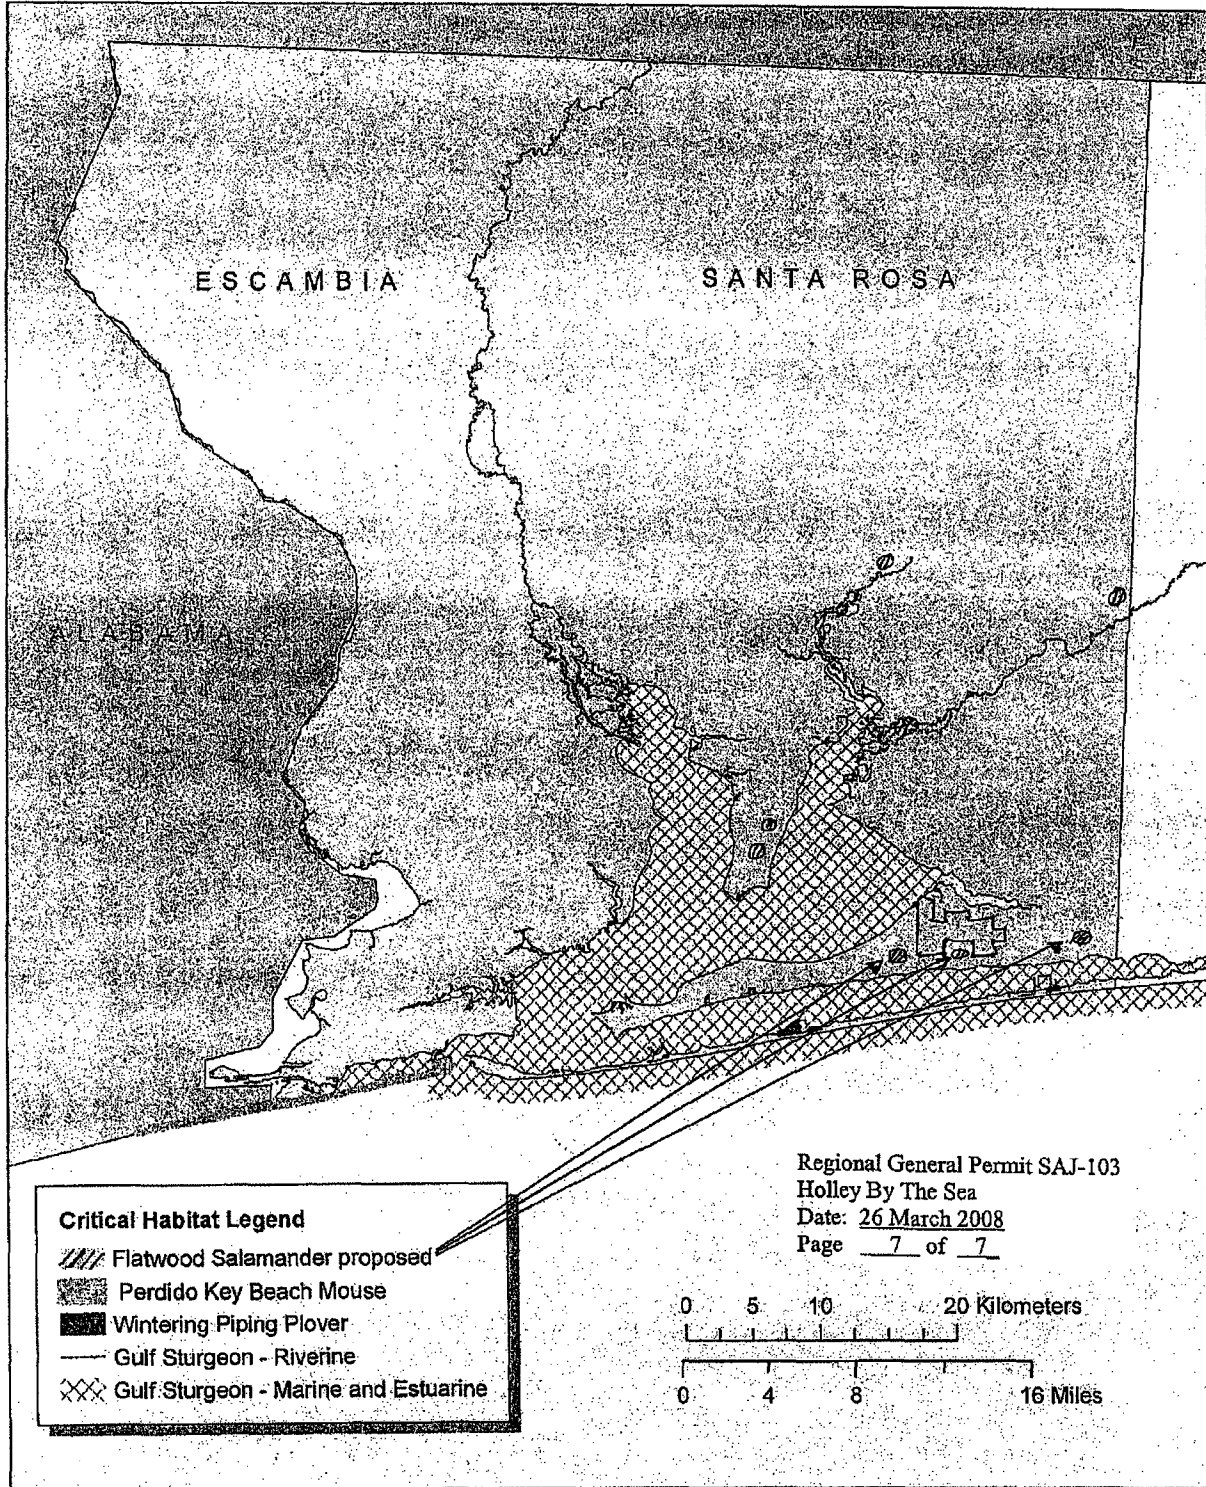 ESCAMBIA
SANTA ROSA
ALABAMA
Regional General Permit SAJ-103
Holley By The Sea
Date: 26 March 2008
Page 7 of 7
Critical Habitat Legend
Flatwood Salamander proposed
Perdido Key Beach Mouse
Wintering Piping Plover
Gulf Sturgeon - Riverine
Gulf Sturgeon - Marine and Estuarine
0 5 10 20 Kilometers
0 4 8 16 Miles